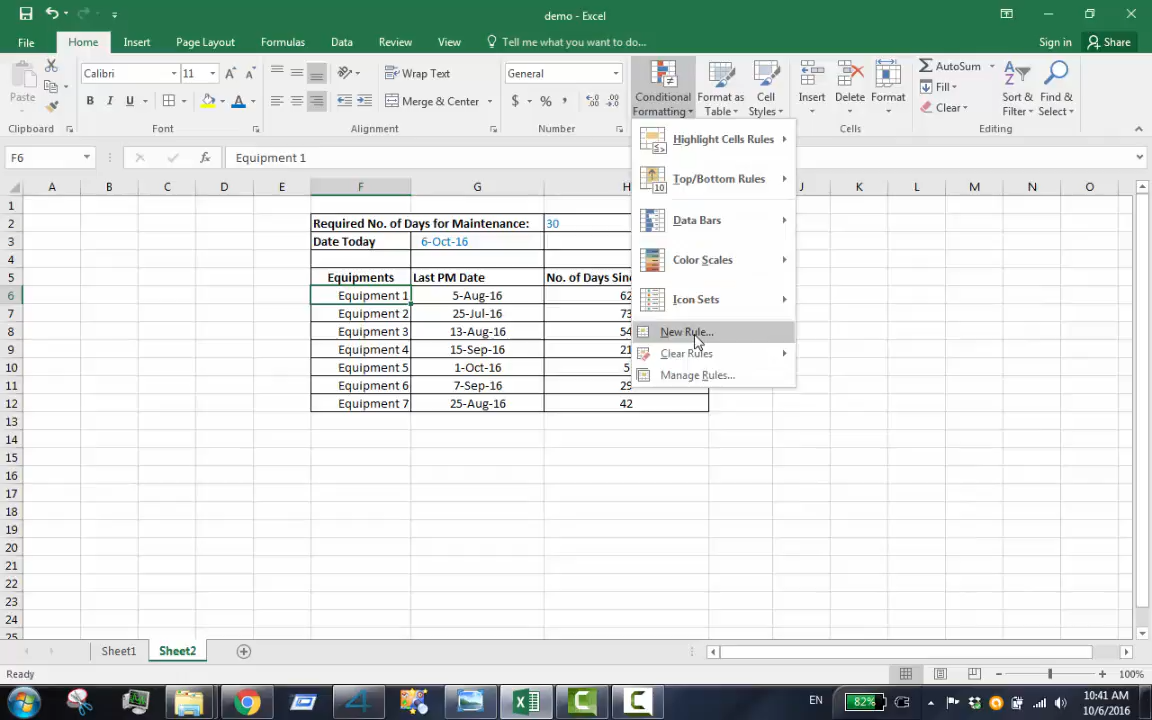 demo - Excel
File Home Insert Page Layout Formulas Data Review View Tell me what you want to do... Sign in Share
Calibri 11 Wrap Text General AutoSum
Paste Conditional Formatting Format as Table Cell Styles Insert Delete Format Fill Sort & Filter Find & Select
B I U Merge & Center $ % , Clear
Clipboard Font Alignment Number Cells Editing
F6 Equipment 1
A B C D E F G H J K L M N O
1
2 Required No. of Days for Maintenance: 30
3 Date Today 6-Oct-16
4
5 Equipments Last PM Date No. of Days Sin
6 Equipment 1 5-Aug-16 62
7 Equipment 2 25-Jul-16 73
8 Equipment 3 13-Aug-16 54
9 Equipment 4 15-Sep-16 21
10 Equipment 5 1-Oct-16 5
11 Equipment 6 7-Sep-16 29
12 Equipment 7 25-Aug-16 42
13
14
15
16
17
18
19
20
21
22
23
24
25
Highlight Cells Rules
Top/Bottom Rules
Data Bars
Color Scales
Icon Sets
New Rule...
Clear Rules
Manage Rules...
Sheet1 Sheet2
Ready 100%
EN 82% 10:41 AM
10/6/2016